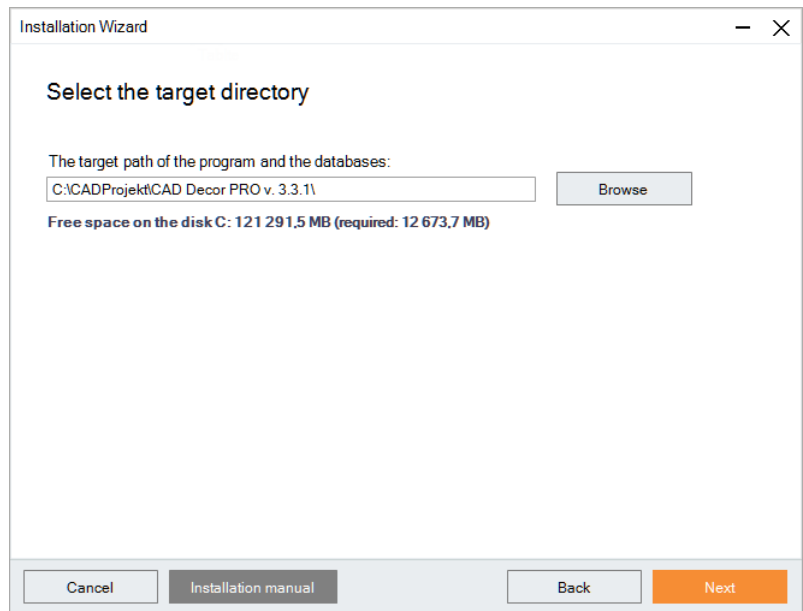 Installation Wizard
Select the target directory
The target path of the program and the databases:
C:\CADProjekt\CAD Decor PRO v. 3.3.1\
Browse
Free space on the disk C: 121 291,5 MB (required: 12 673,7 MB)
Cancel
Installation manual
Back
Next